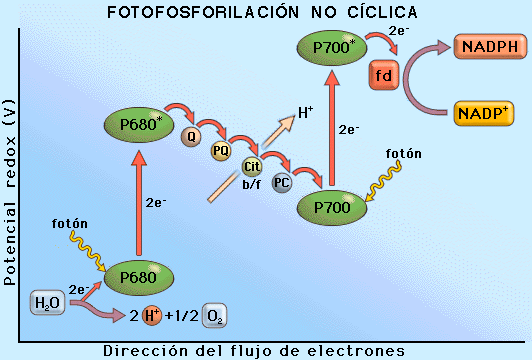 FOTOFOSFORILACIÓN NO CÍCLICA
Potencial redox (V)
P700*
2e-
fd
NADPH
NADP+
P680*
Q
PQ
Cit
b/f
PC
H+
2e-
fotón
P700
2e-
fotón
P680
2e-
H₂O
2 H+ +1/2 O₂
Dirección del flujo de electrones